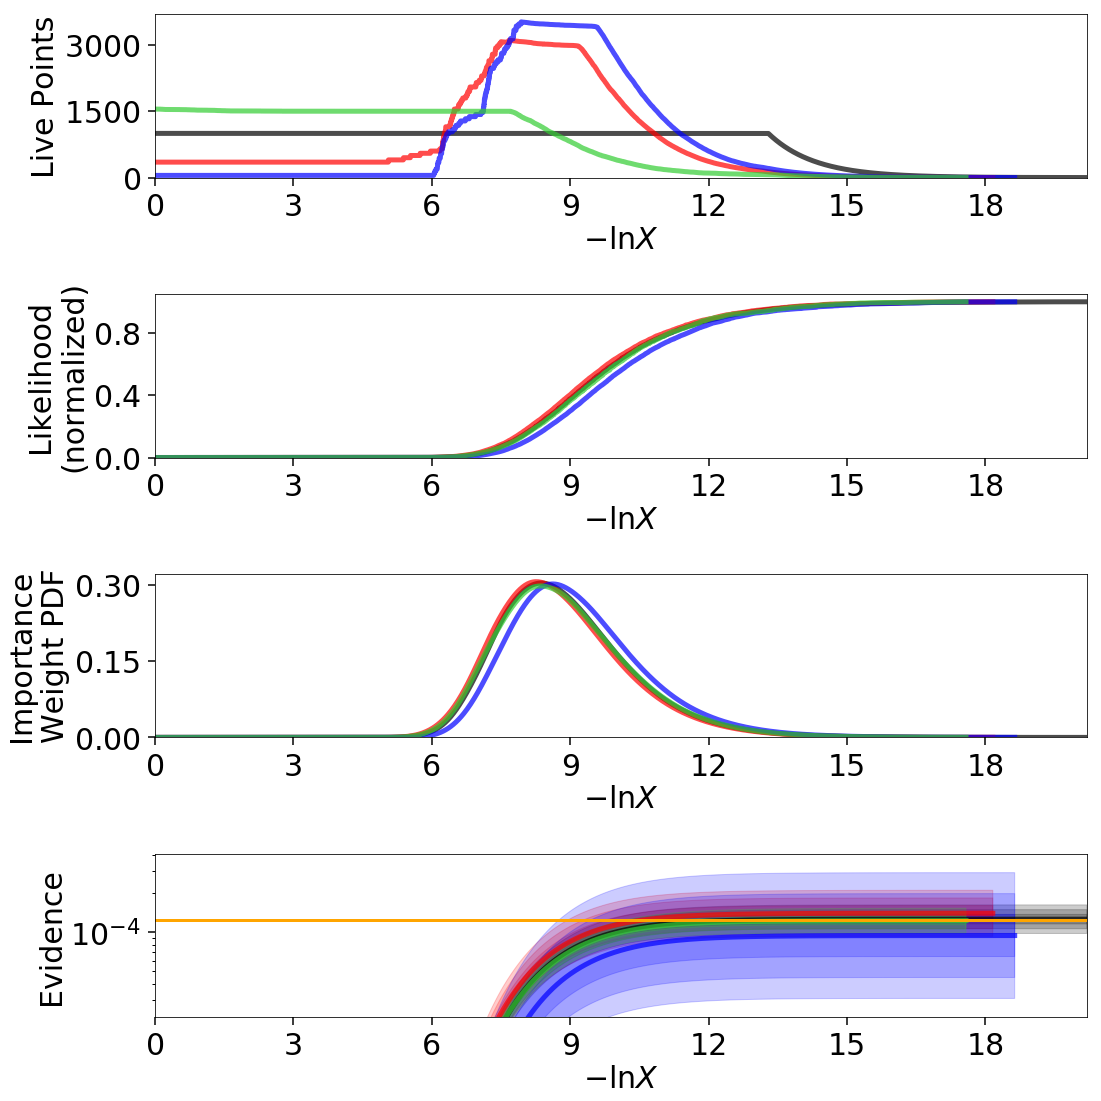 Live Points
3000
1500
0
0 3 6 9 12 15 18
−lnX
Likelihood
(normalized)
0.8
0.4
0.0
0 3 6 9 12 15 18
−lnX
Importance
Weight PDF
0.30
0.15
0.00
0 3 6 9 12 15 18
−lnX
Evidence
10⁻⁴
0 3 6 9 12 15 18
−lnX